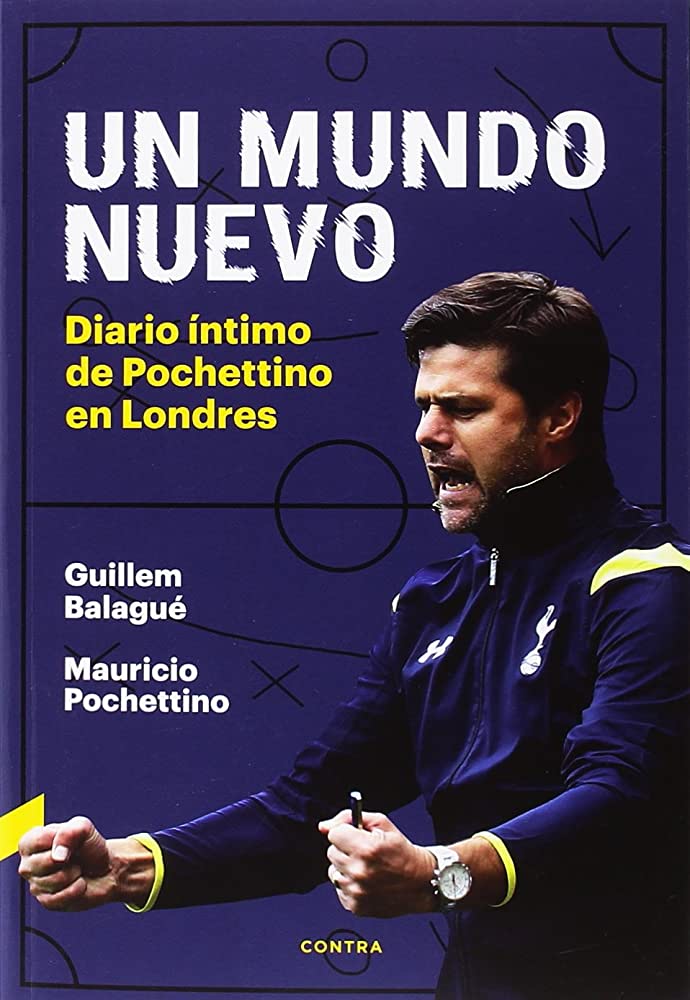 UN MUNDO
NUEVO
Diario íntimo
de Pochettino
en Londres
Guillem
Balagué
Mauricio
Pochettino
CONTRA